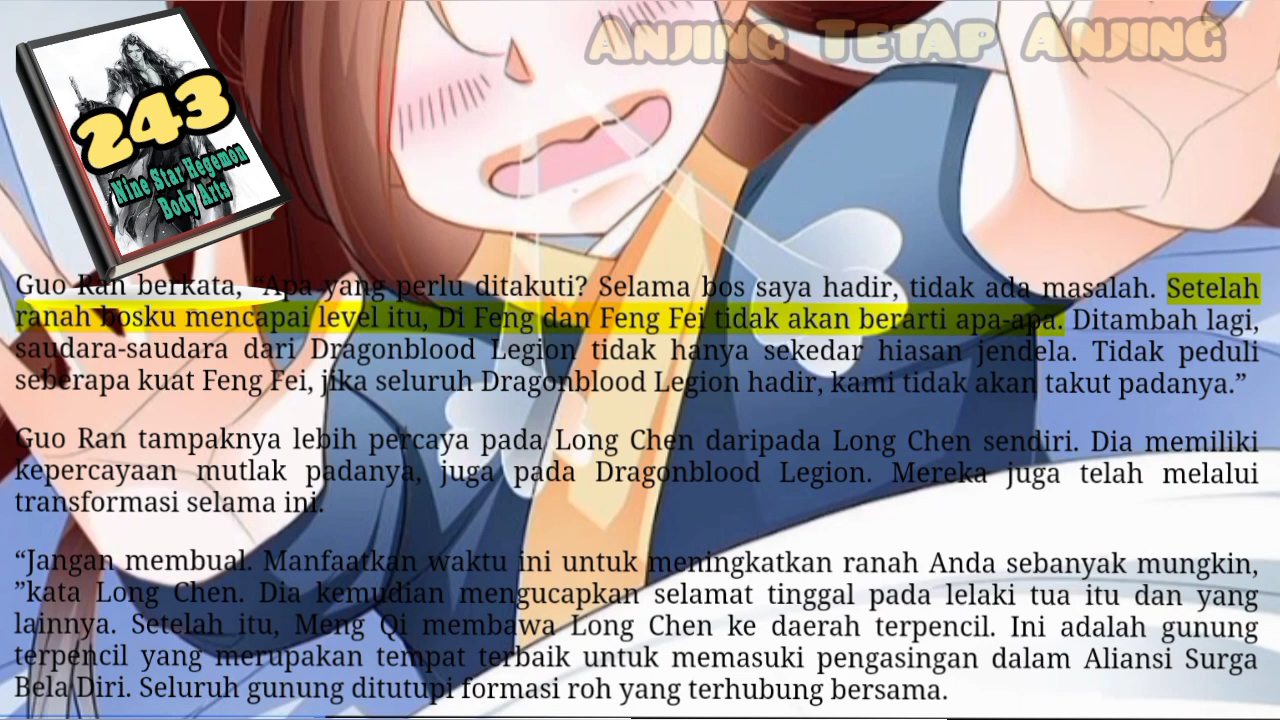 Anjing Tetap Anjing
243
Nine Star Hegemon
Body Arts
Guo Ran berkata, “Apa yang perlu ditakuti? Selama bos saya hadir, tidak ada masalah. Setelah
ranah bosku mencapai level itu, Di Feng dan Feng Fei tidak akan berarti apa-apa. Ditambah lagi,
saudara-saudara dari Dragonblood Legion tidak hanya sekedar hiasan jendela. Tidak peduli
seberapa kuat Feng Fei, jika seluruh Dragonblood Legion hadir, kami tidak akan takut padanya.”
Guo Ran tampaknya lebih percaya pada Long Chen daripada Long Chen sendiri. Dia memiliki
kepercayaan mutlak padanya, juga pada Dragonblood Legion. Mereka juga telah melalui
transformasi selama ini.
“Jangan membual. Manfaatkan waktu ini untuk meningkatkan ranah Anda sebanyak mungkin,
”kata Long Chen. Dia kemudian mengucapkan selamat tinggal pada lelaki tua itu dan yang
lainnya. Setelah itu, Meng Qi membawa Long Chen ke daerah terpencil. Ini adalah gunung
terpencil yang merupakan tempat terbaik untuk memasuki pengasingan dalam Aliansi Surga
Bela Diri. Seluruh gunung ditutupi formasi roh yang terhubung bersama.